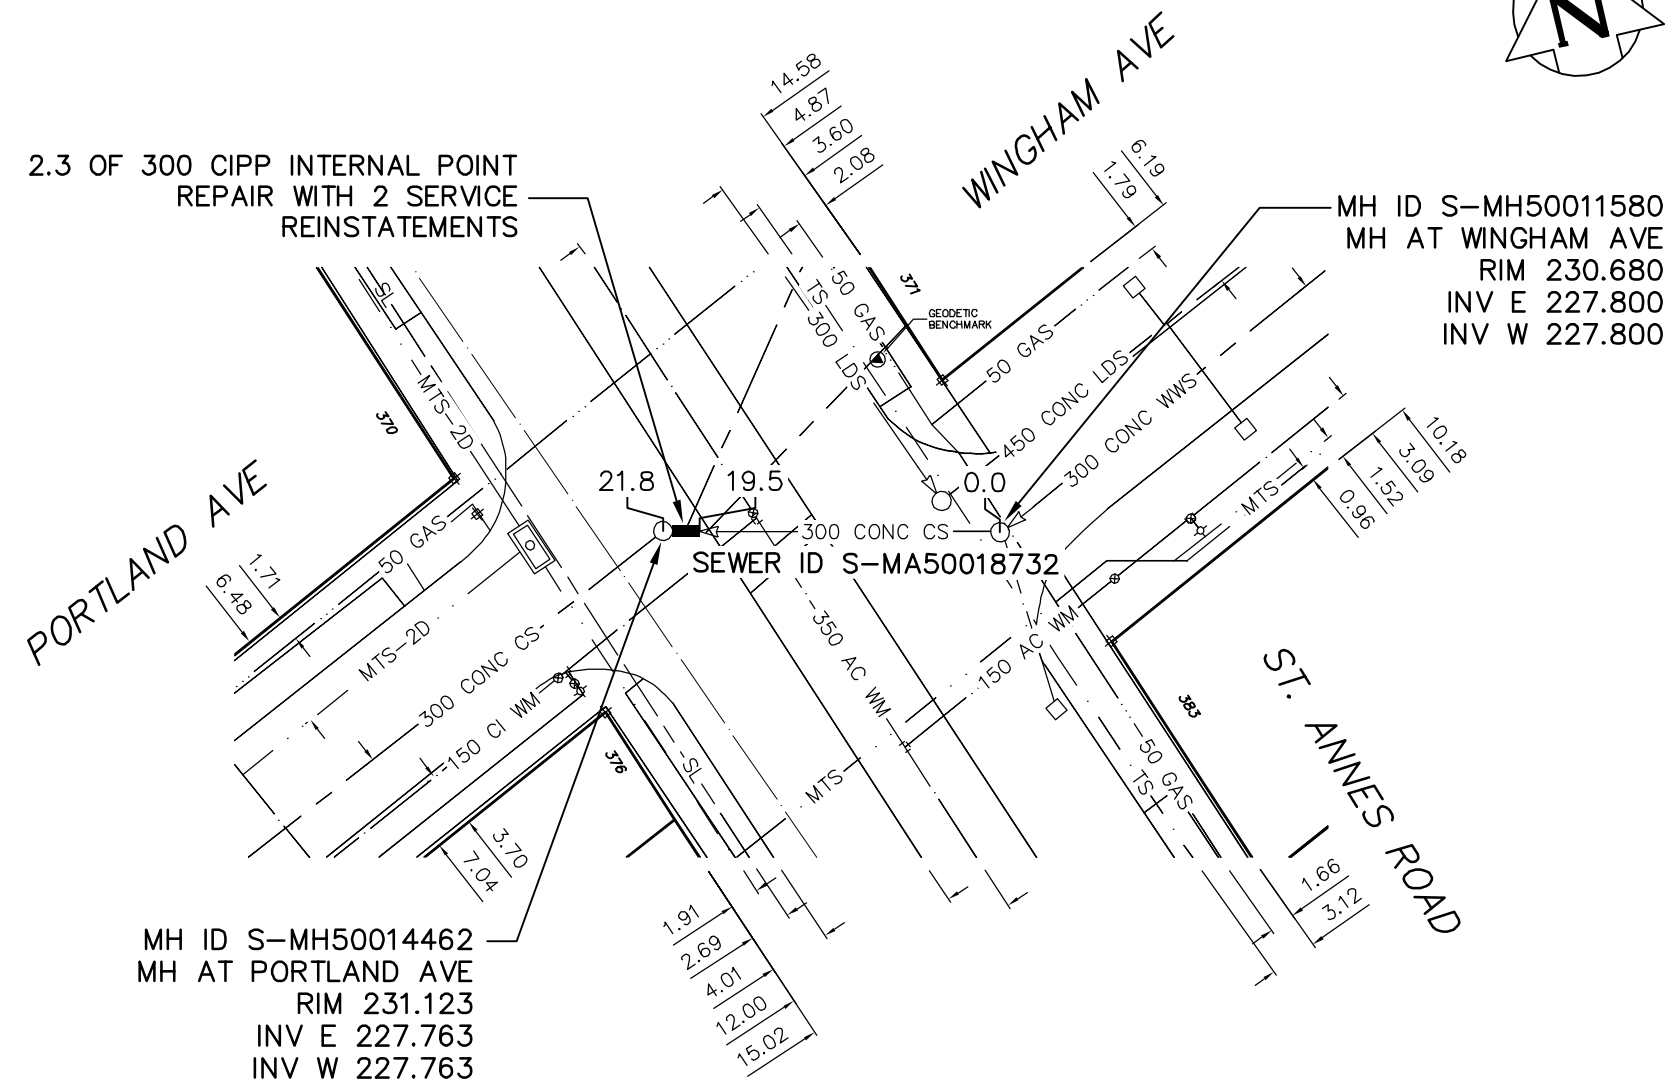 N
WINGHAM AVE
14.58
4.87
3.60
2.08
6.19
1.79
2.3 OF 300 CIPP INTERNAL POINT
REPAIR WITH 2 SERVICE
REINSTATEMENTS
MH ID S-MH50011580
MH AT WINGHAM AVE
RIM 230.680
INV E 227.800
INV W 227.800
SL
TS
50 GAS
300 LDS
371
GEODETIC
BENCHMARK
50 GAS
450 CONC LDS
300 CONC WWS
MTS-2D
370
10.18
3.09
1.52
0.96
MTS
PORTLAND AVE
21.8
19.5
0.0
300 CONC CS
SEWER ID S-MA50018732
50 GAS
1.71
6.48
MTS-2D
300 CONC CS
150 CI WM
350 AC WM
150 AC WM
ST. ANNES ROAD
383
376
SL
MTS
50 GAS
TS
3.70
7.04
1.66
3.12
1.91
2.69
4.01
12.00
15.02
MH ID S-MH50014462
MH AT PORTLAND AVE
RIM 231.123
INV E 227.763
INV W 227.763